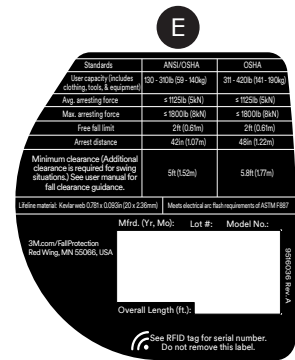 E
Standards ANSI/OSHA OSHA
User capacity (includes clothing, tools, & equipment) 130 - 310lb (59 - 140kg) 311 - 420lb (141 - 190kg)
Avg. arresting force ≤ 1125lb (5kN) ≤ 1125lb (5kN)
Max. arresting force ≤ 1800lb (8kN) ≤ 1800lb (8kN)
Free fall limit 2ft (0.61m) 2ft (0.61m)
Arrest distance 42in (1.07m) 48in (1.22m)
Minimum clearance (Additional
clearance is required for swing
situations.) See user manual for
fall clearance guidance. 5ft (1.52m) 5.8ft (1.77m)
Lifeline material: Kevlar web 0.781 x 0.093in (20 x 2.36mm) Meets electrical arc flash requirements of ASTM F887
Mfrd. (Yr, Mo): Lot #: Model No.:
3M.com/FallProtection
Red Wing, MN 55066, USA
9516036 Rev. A
Overall Length (ft.):
See RFID tag for serial number.
Do not remove this label.